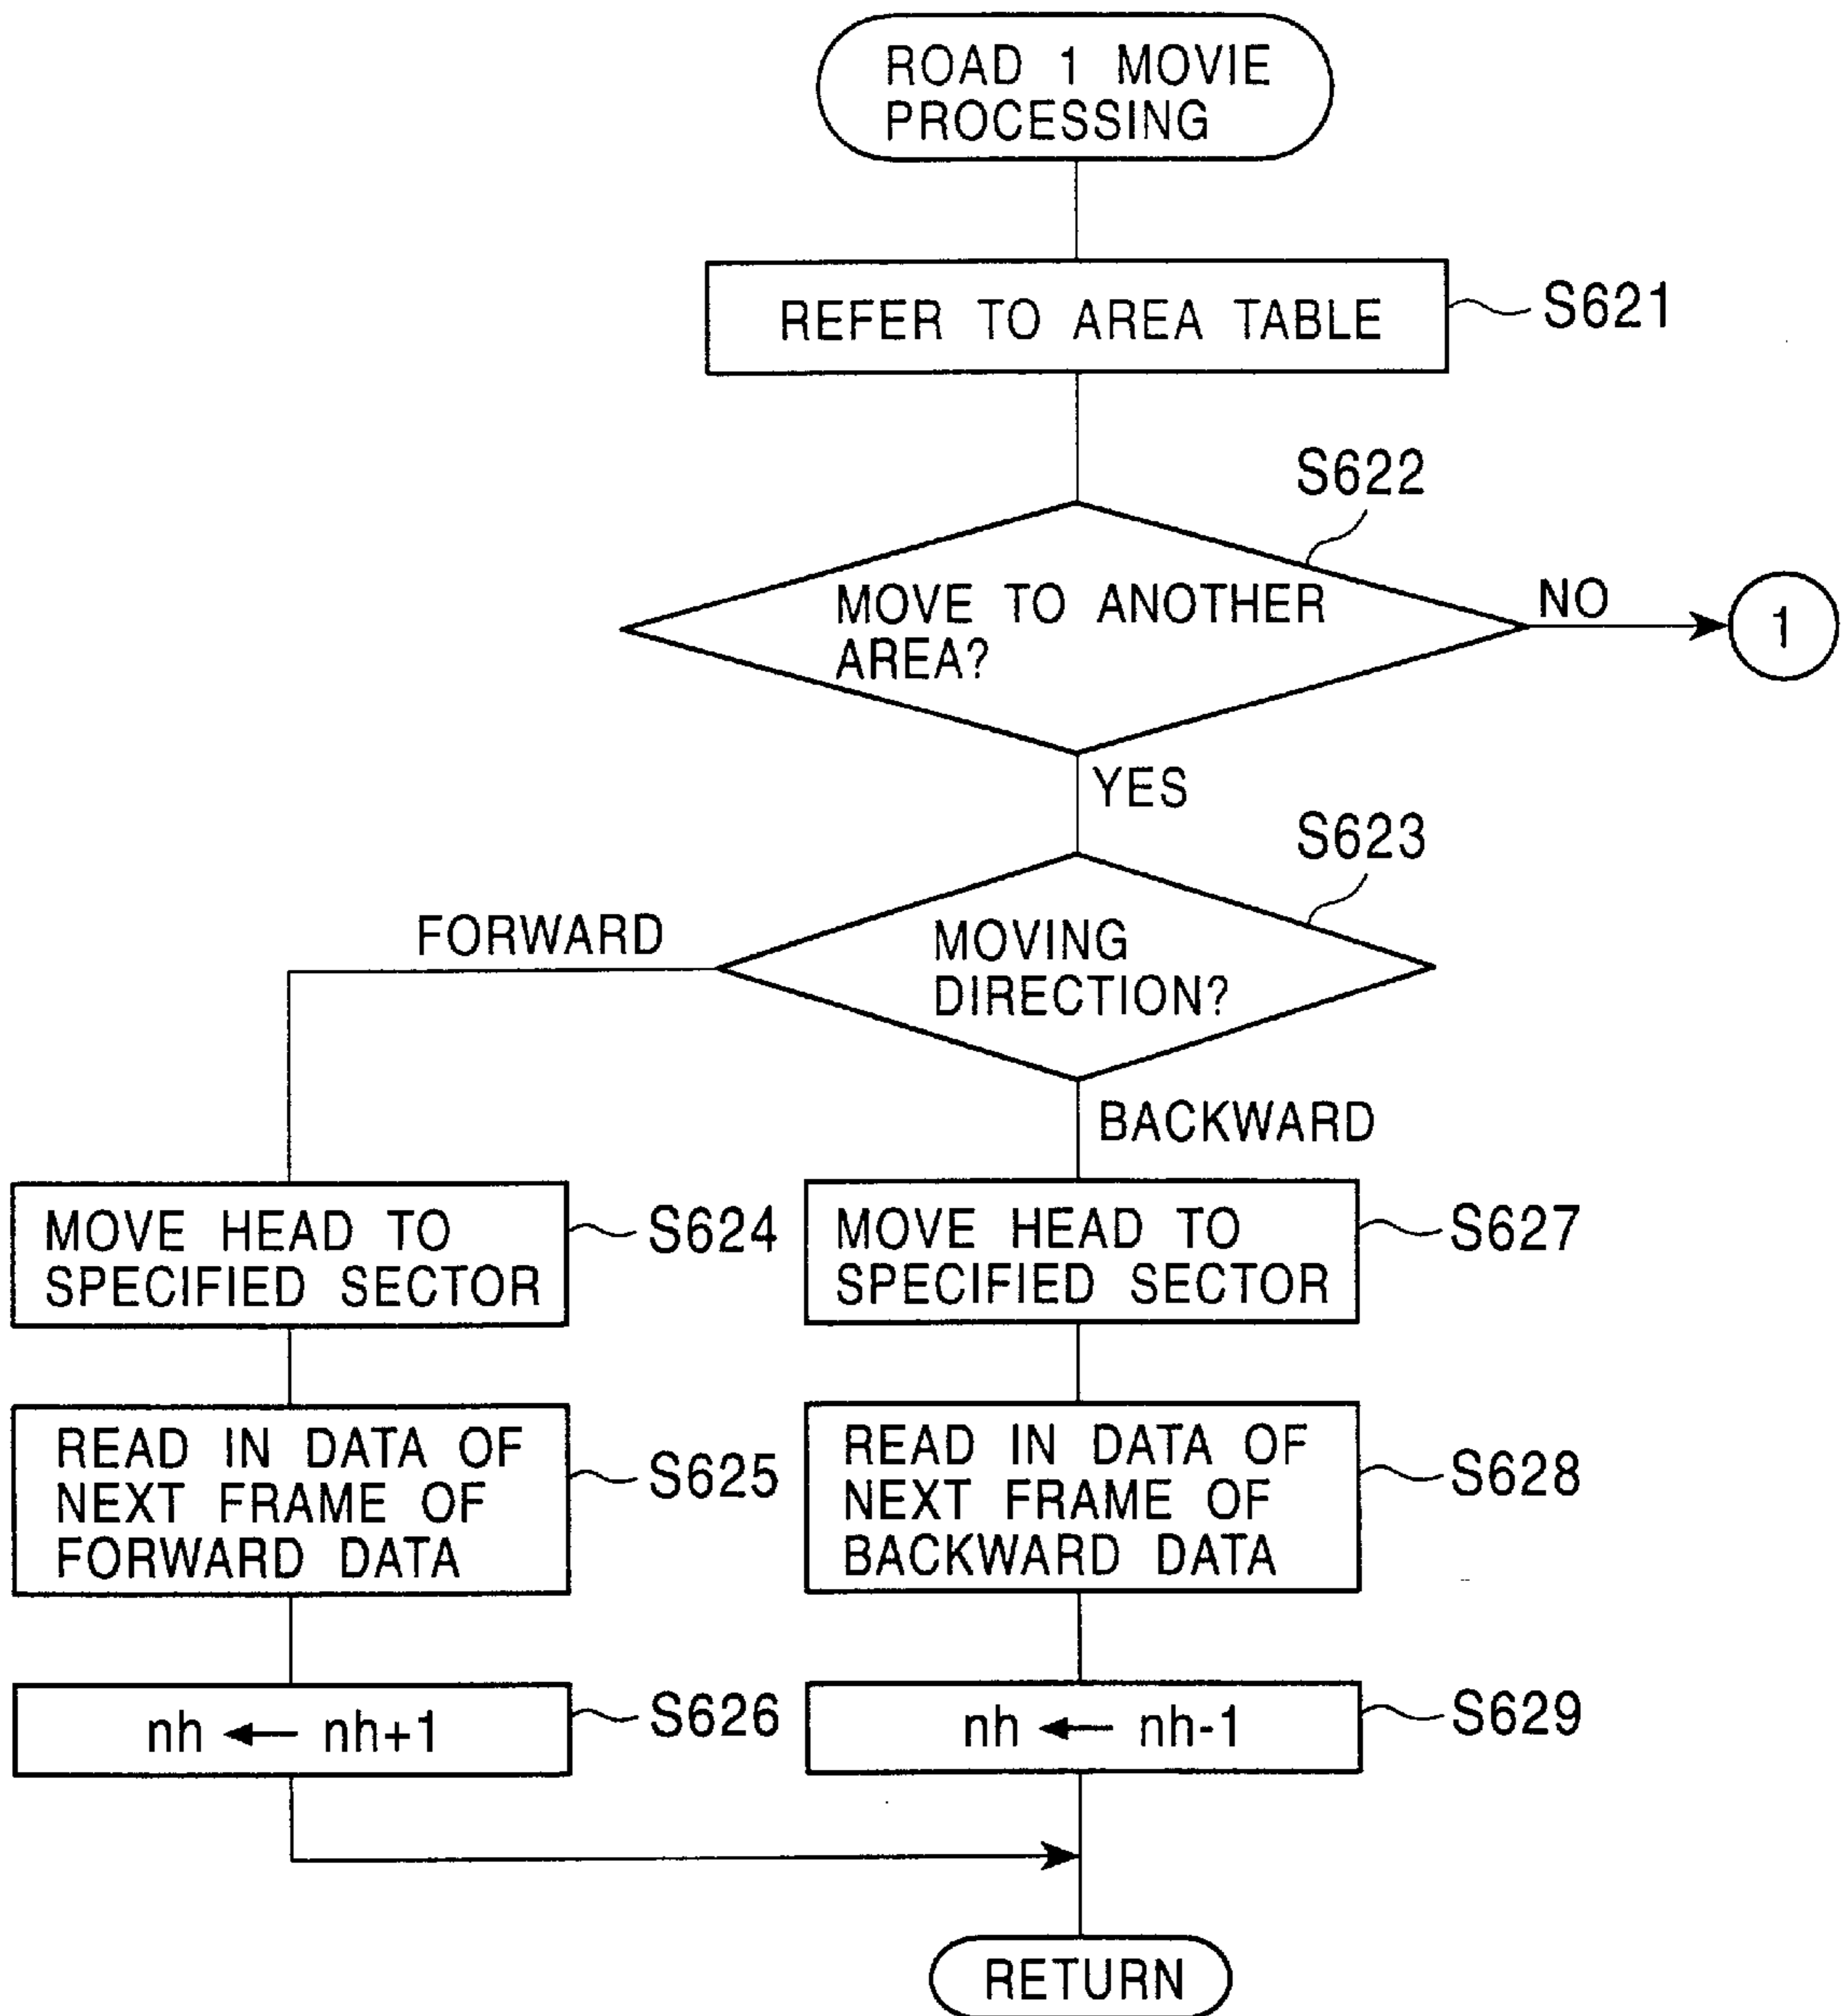 ROAD 1 MOVIE
PROCESSING
REFER TO AREA TABLE
S621
S622
MOVE TO ANOTHER
AREA?
NO
1
YES
S623
FORWARD
MOVING
DIRECTION?
BACKWARD
MOVE HEAD TO
SPECIFIED SECTOR
S624
MOVE HEAD TO
SPECIFIED SECTOR
S627
READ IN DATA OF
NEXT FRAME OF
FORWARD DATA
S625
READ IN DATA OF
NEXT FRAME OF
BACKWARD DATA
S628
nh ← nh+1
S626
nh ← nh-1
S629
RETURN